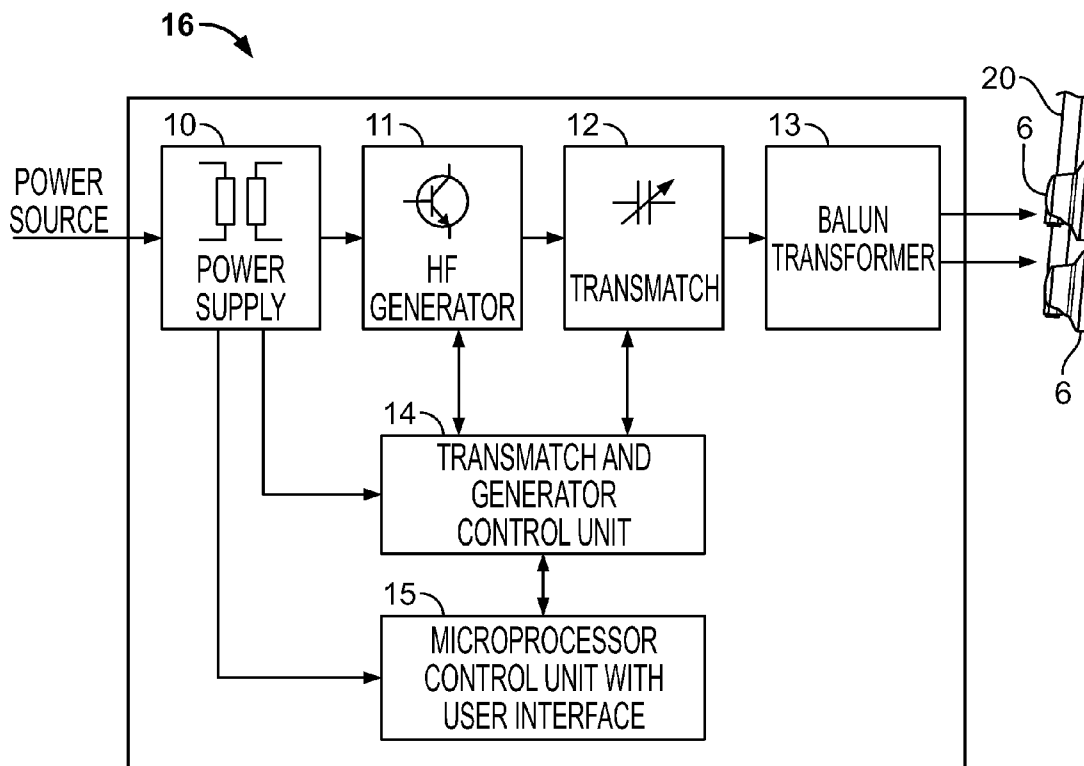 16
20
10
11
12
13
6
POWER
SOURCE
POWER
SUPPLY
HF
GENERATOR
TRANSMATCH
BALUN
TRANSFORMER
6
14
TRANSMATCH AND
GENERATOR
CONTROL UNIT
15
MICROPROCESSOR
CONTROL UNIT WITH
USER INTERFACE